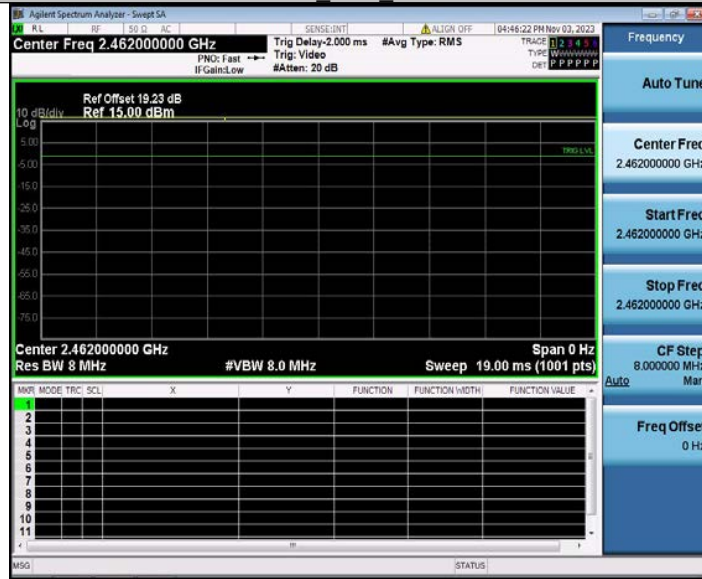 Agilent Spectrum Analyzer - Swept SA
RL RF 50 Ω AC SENSE:INT ALIGN OFF 04:46:22 PM Nov 03, 2023
Center Freq 2.462000000 GHz
PNO: Fast
IFGain:Low
Trig Delay-2.000 ms
Trig: Video
#Atten: 20 dB
#Avg Type: RMS
TRACE 1 2 3 4 5 6
TYPE WWWWWW
DET P P P P P P
Ref Offset 19.23 dB
10 dB/div Ref 15.00 dBm
Log
5.00
TRIG LVL
-5.00
-15.0
-25.0
-35.0
-45.0
-55.0
-65.0
-75.0
Center 2.462000000 GHz Span 0 Hz
Res BW 8 MHz #VBW 8.0 MHz Sweep 19.00 ms (1001 pts)
MKR MODE TRC SCL X Y FUNCTION FUNCTION WIDTH FUNCTION VALUE
1
2
3
4
5
6
7
8
9
10
11
MSG STATUS
Frequency
Auto Tune
Center Freq
2.462000000 GHz
Start Freq
2.462000000 GHz
Stop Freq
2.462000000 GHz
CF Step
8.000000 MHz
Auto Man
Freq Offset
0 Hz